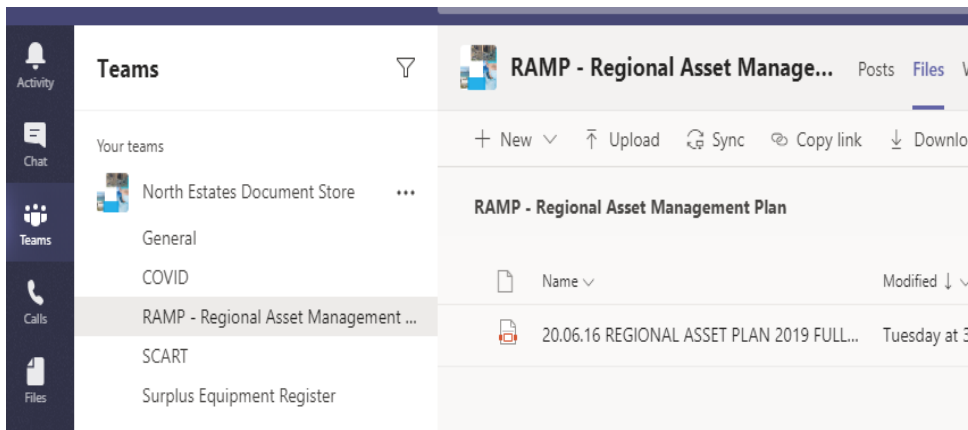 Activity
Chat
Teams
Calls
Files
Teams
Your teams
North Estates Document Store
General
COVID
RAMP - Regional Asset Management ...
SCART
Surplus Equipment Register
RAMP - Regional Asset Manage... Posts Files
New Upload Sync Copy link Downlo
RAMP - Regional Asset Management Plan
Name Modified
20.06.16 REGIONAL ASSET PLAN 2019 FULL... Tuesday at 3